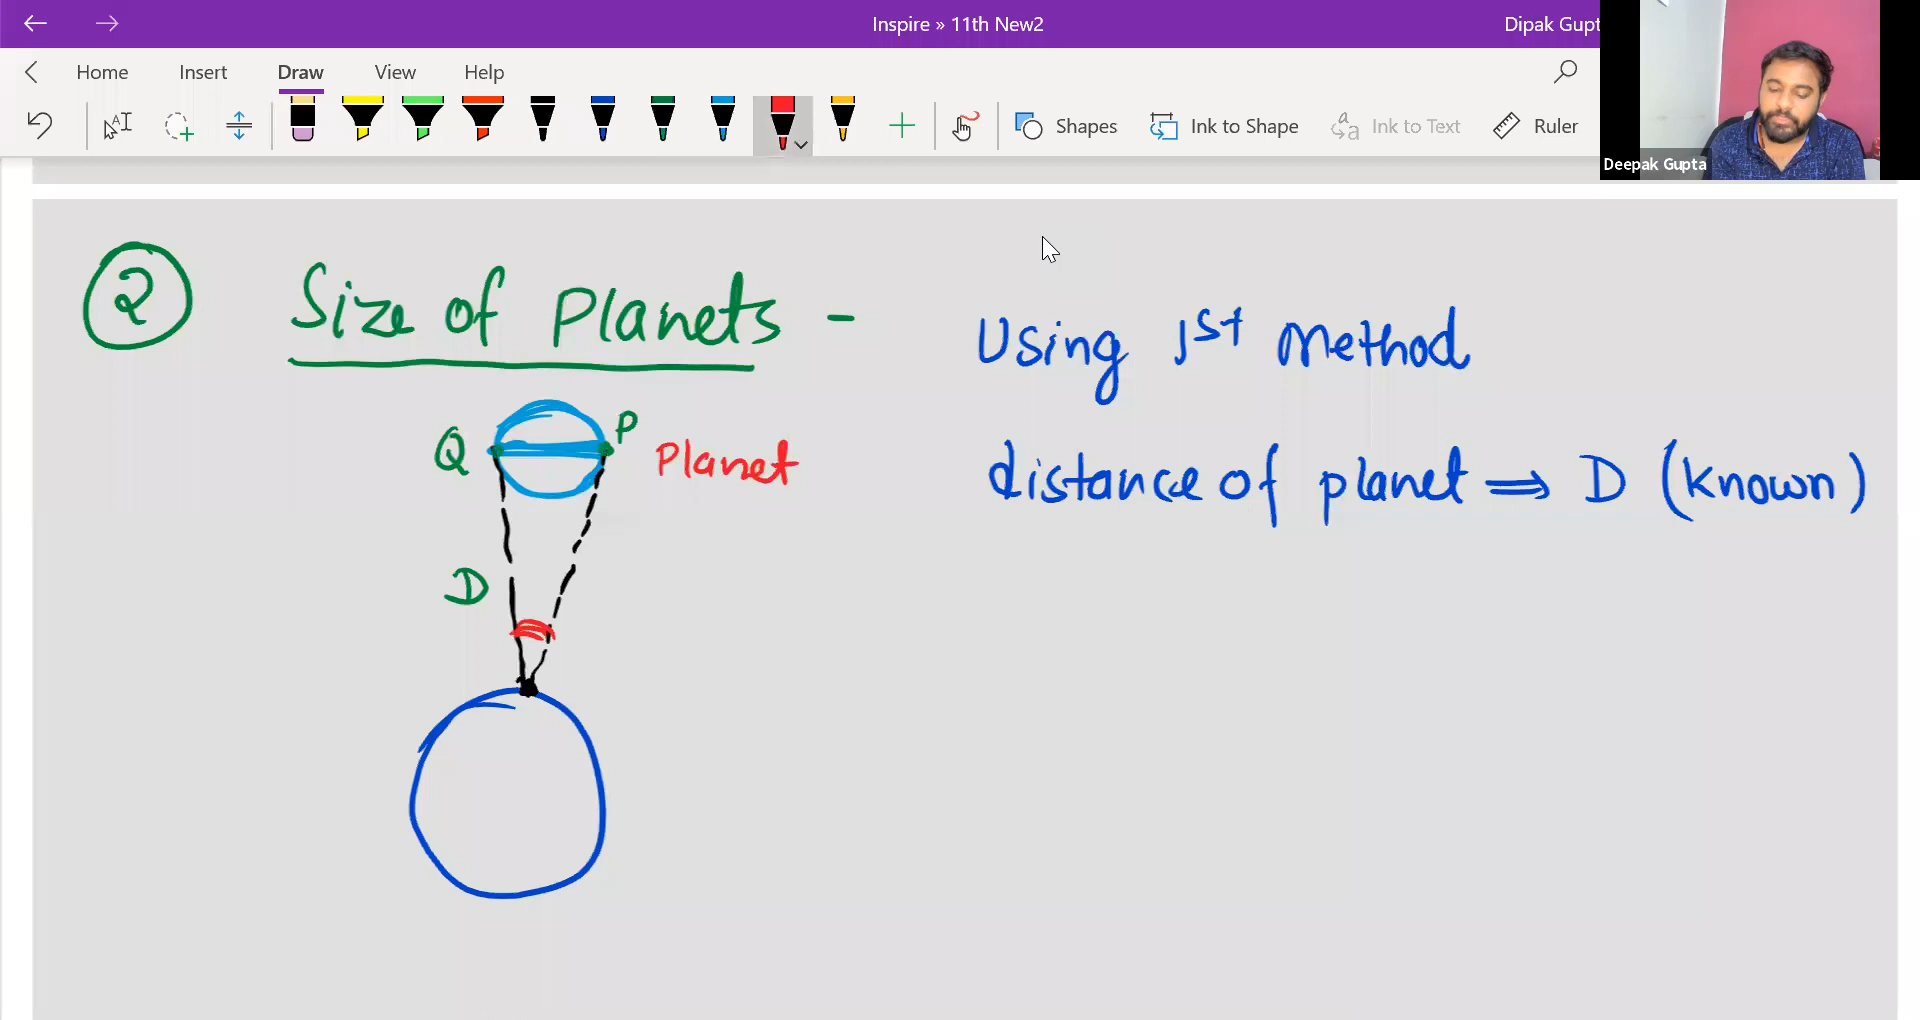 Inspire » 11th New2
Dipak Gupt
Home Insert Draw View Help
Shapes Ink to Shape Ink to Text Ruler
Deepak Gupta
2 Size of Planets -
Using 1st Method
Q P Planet
distance of planet ⇒ D (known)
D